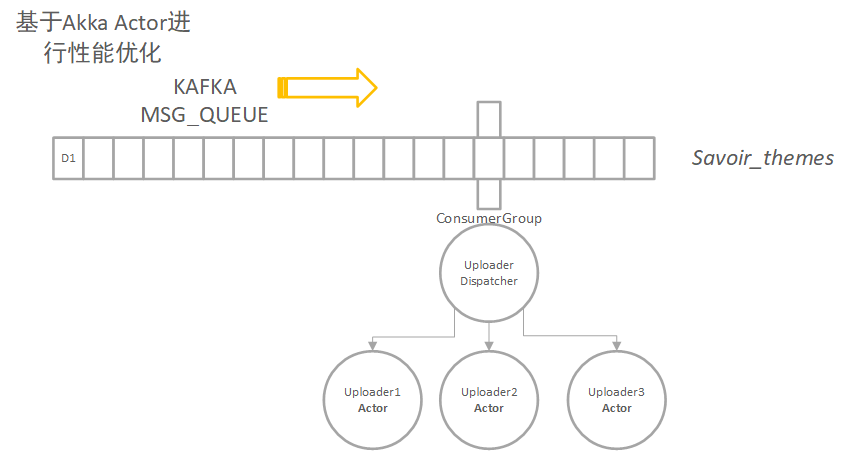 基于Akka Actor进
行性能优化
KAFKA
MSG_QUEUE
D1
Savoir_themes
ConsumerGroup
Uploader
Dispatcher
Uploader1
Actor
Uploader2
Actor
Uploader3
Actor